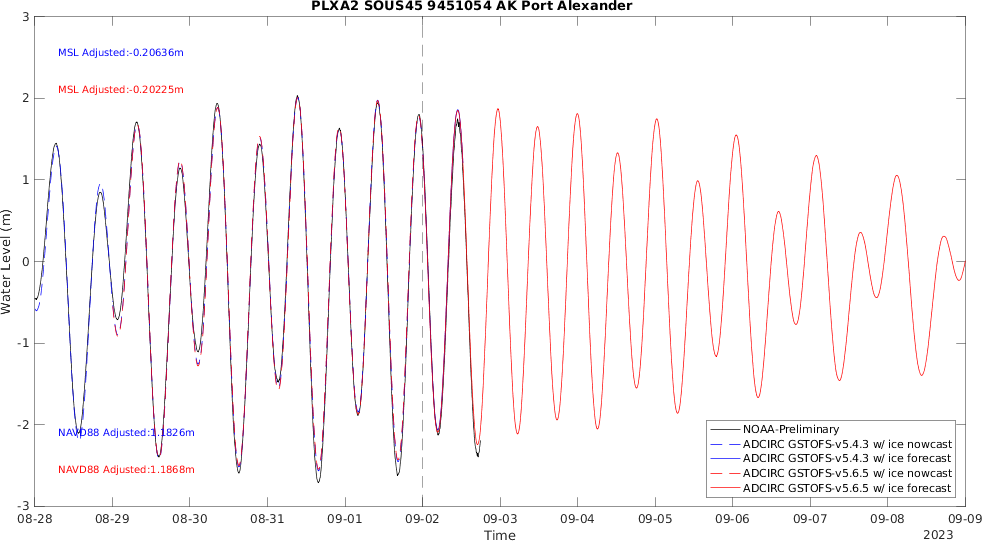 PLXA2 SOUS45 9451054 AK Port Alexander
MSL Adjusted:-0.20636m
MSL Adjusted:-0.20225m
NAVD88 Adjusted:1.1826m
NAVD88 Adjusted:1.1868m
Water Level (m)
3
2
1
0
-1
-2
-3
NOAA-Preliminary
ADCIRC GSTOFS-v5.4.3 w/ ice nowcast
ADCIRC GSTOFS-v5.4.3 w/ ice forecast
ADCIRC GSTOFS-v5.6.5 w/ ice nowcast
ADCIRC GSTOFS-v5.6.5 w/ ice forecast
08-28 08-29 08-30 08-31 09-01 09-02 09-03 09-04 09-05 09-06 09-07 09-08 09-09
Time
2023